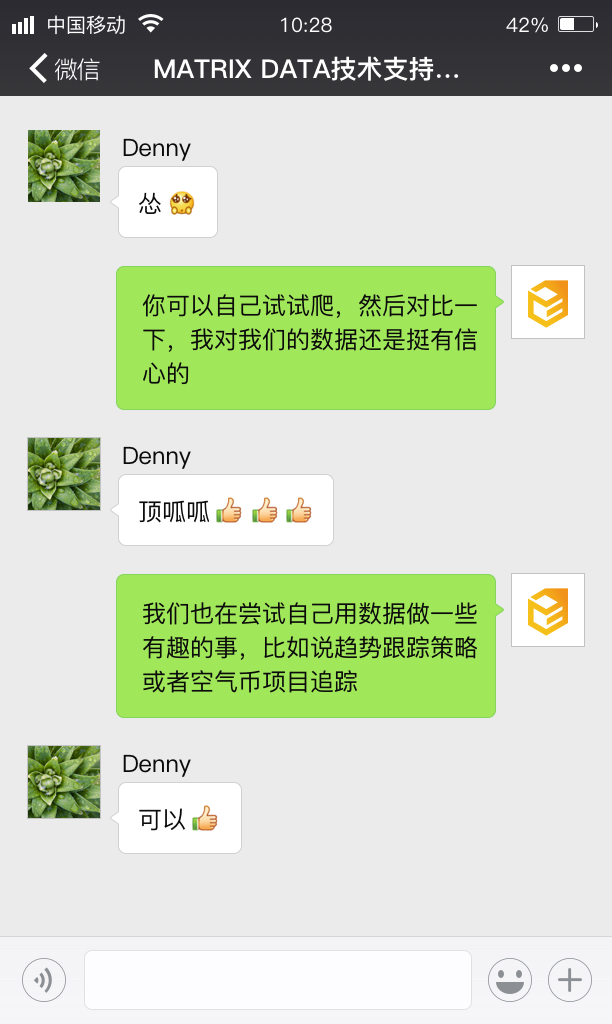 中国移动 10:28 42%
微信 MATRIX DATA技术支持...
Denny
怂
你可以自己试试爬，然后对比一
下，我对我们的数据还是挺有信
心的
Denny
顶呱呱
我们也在尝试自己用数据做一些
有趣的事，比如说趋势跟踪策略
或者空气币项目追踪
Denny
可以